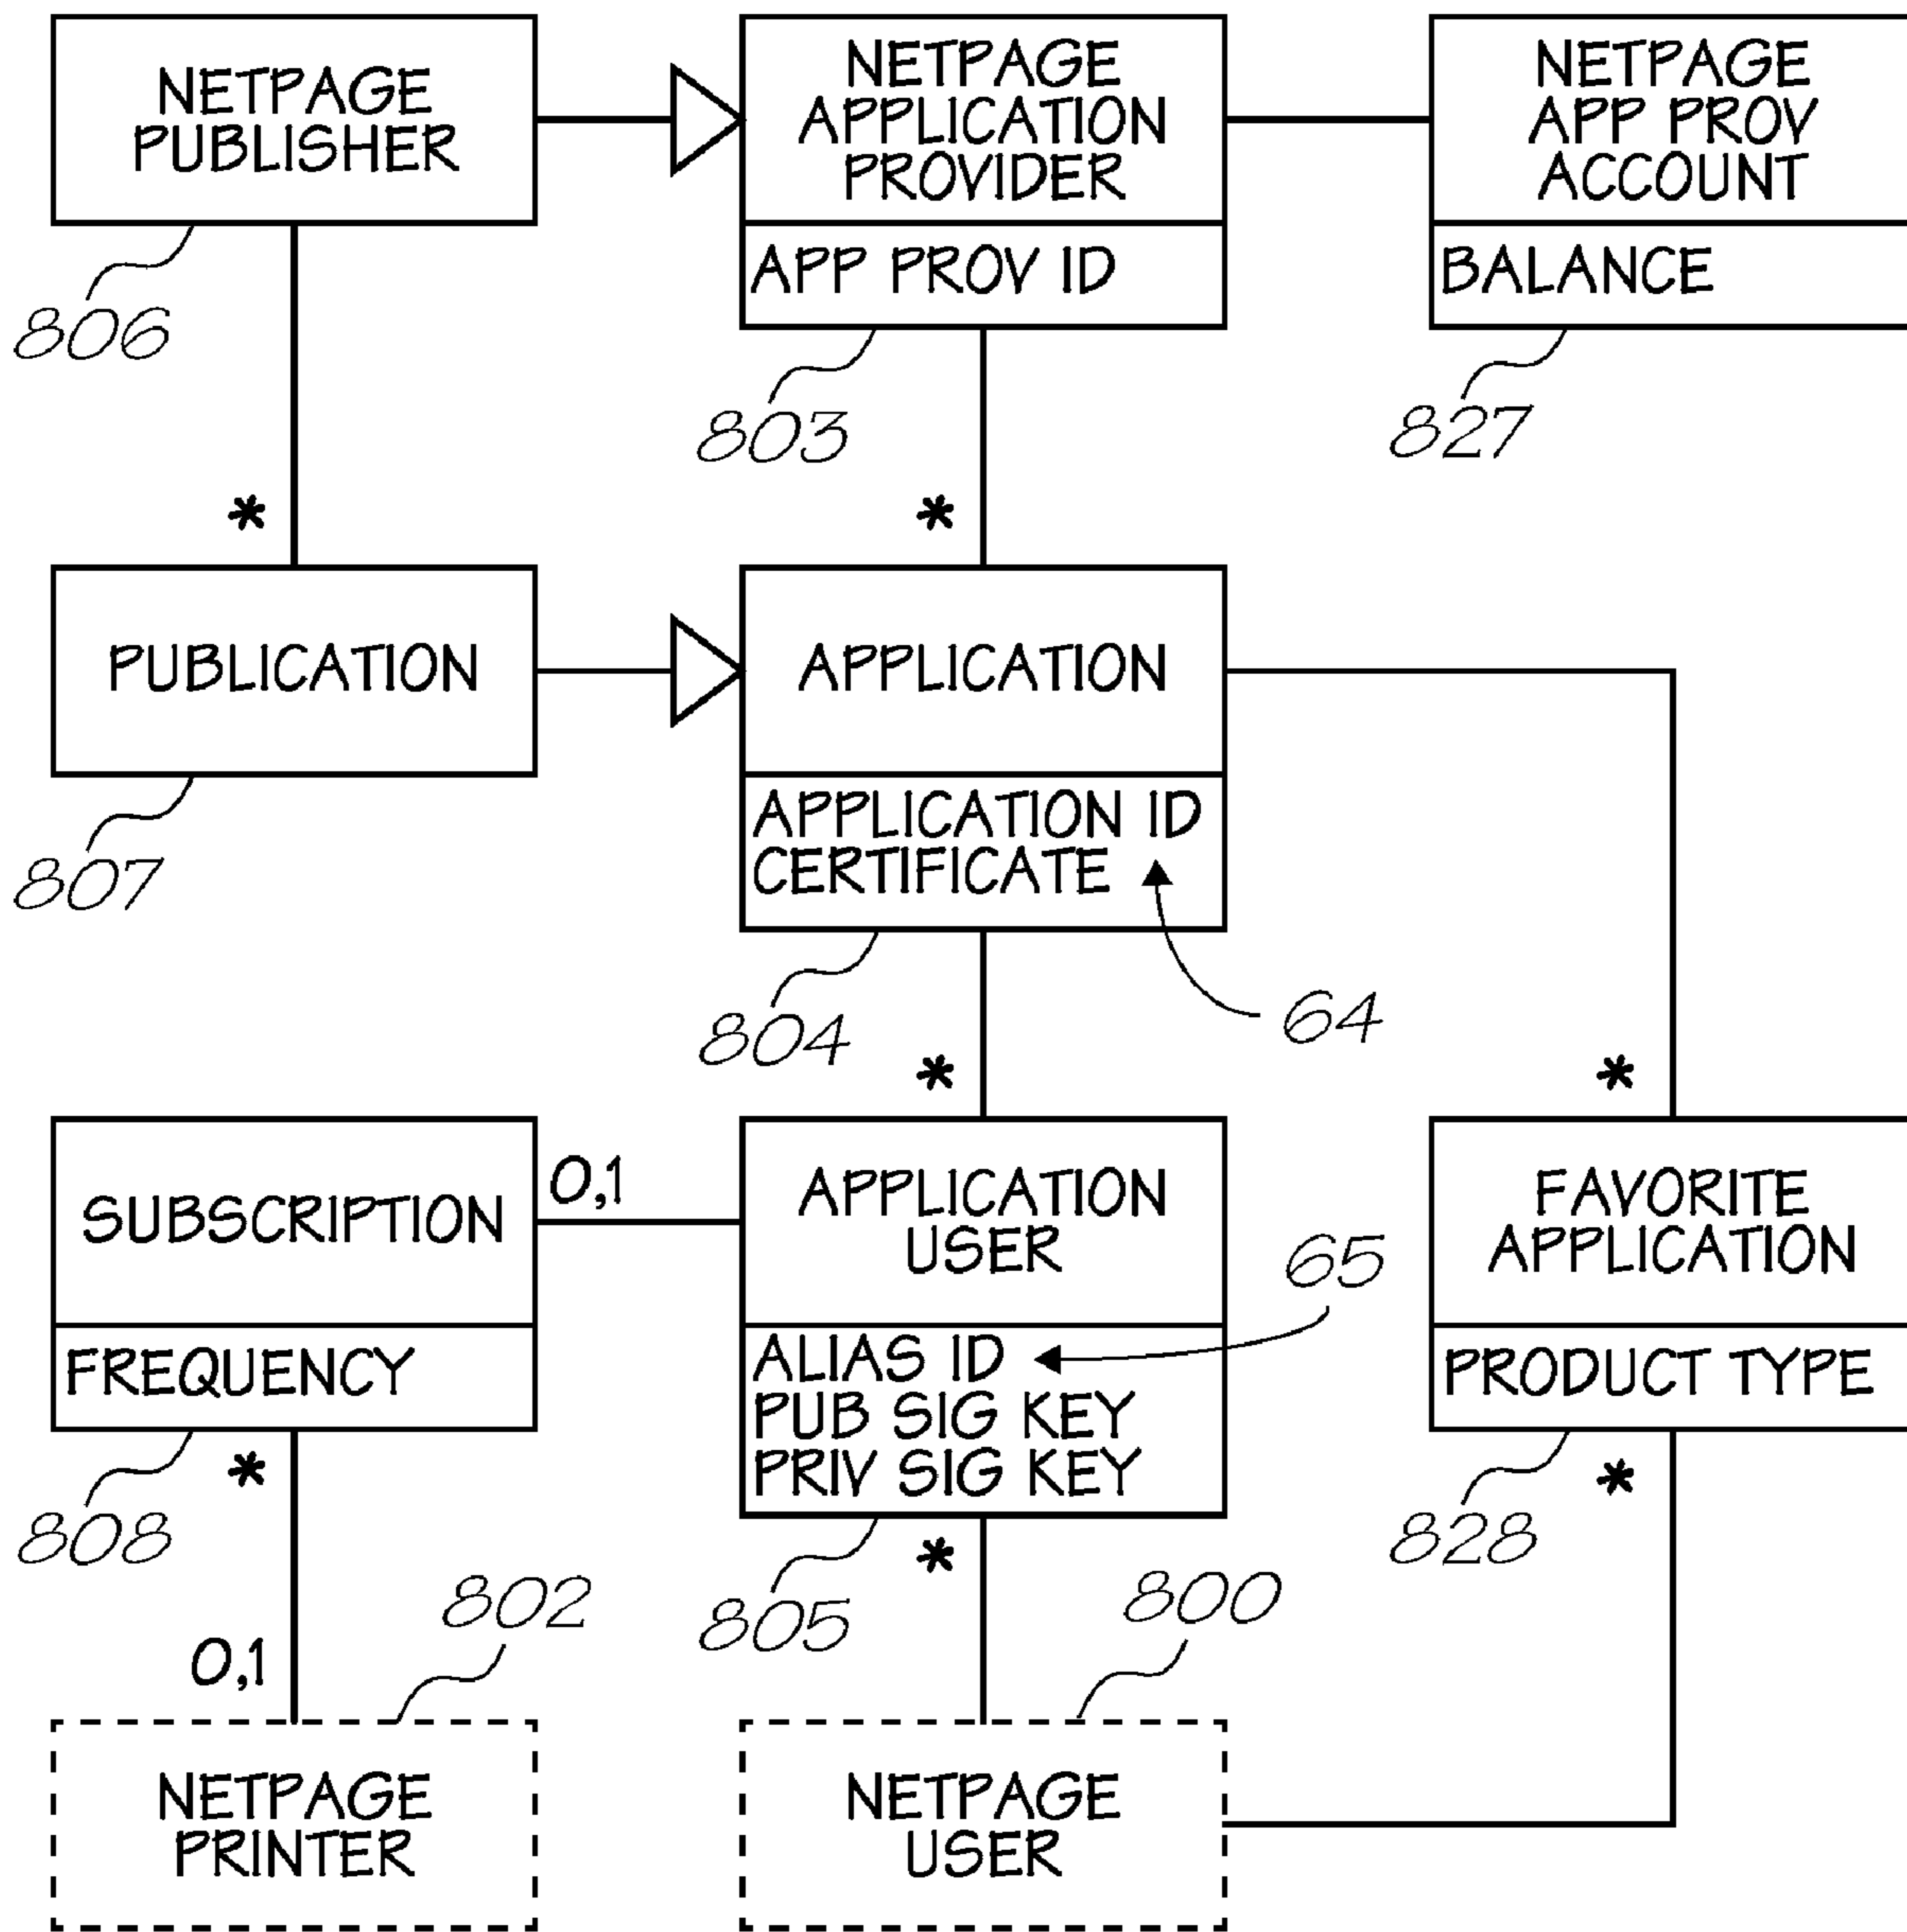 NETPAGE
PUBLISHER
NETPAGE
APPLICATION
PROVIDER
APP PROV ID
NETPAGE
APP PROV
ACCOUNT
BALANCE
806
803
827
*
*
PUBLICATION
APPLICATION
APPLICATION ID
CERTIFICATE
807
804
64
*
*
SUBSCRIPTION
FREQUENCY
0,1
APPLICATION
USER
ALIAS ID
PUB SIG KEY
PRIV SIG KEY
65
FAVORITE
APPLICATION
PRODUCT TYPE
808
*
805
*
828
*
802
800
0,1
NETPAGE
PRINTER
NETPAGE
USER